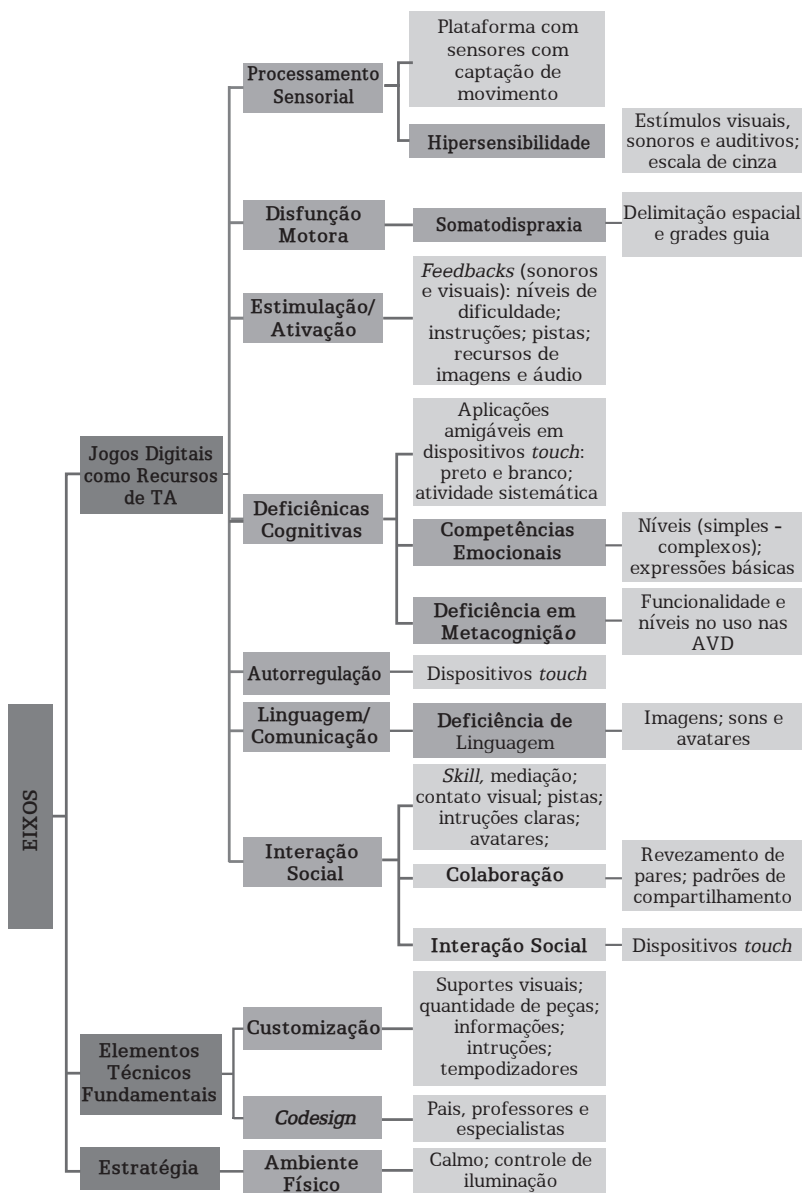 EIXOS
Jogos Digitais
como Recursos
de TA
Processamento
Sensorial
Plataforma com
sensores com
captação de
movimento
Hipersensibilidade
Estímulos visuais,
sonoros e auditivos;
escala de cinza
Disfunção
Motora
Somatodispraxia
Delimitação espacial
e grades guia
Estimulação/
Ativação
Feedbacks (sonoros
e visuais): níveis de
dificuldade;
instruções; pistas;
recursos de
imagens e áudio
Deficiênicas
Cognitivas
Aplicações
amigáveis em
dispositivos touch:
preto e branco;
atividade sistemática
Competências
Emocionais
Níveis (simples –
complexos);
expressões básicas
Deficiência em
Metacognição
Funcionalidade e
níveis no uso nas
AVD
Autorregulação
Dispositivos touch
Linguagem/
Comunicação
Deficiência de
Linguagem
Imagens; sons e
avatares
Interação
Social
Skill, mediação;
contato visual; pistas;
intruções claras;
avatares;
Colaboração
Revezamento de
pares; padrões de
compartilhamento
Interação Social
Dispositivos touch
Elementos
Técnicos
Fundamentais
Customização
Suportes visuais;
quantidade de peças;
informações;
intruções;
tempodizadores
Codesign
Pais, professores e
especialistas
Estratégia
Ambiente
Físico
Calmo; controle de
iluminação